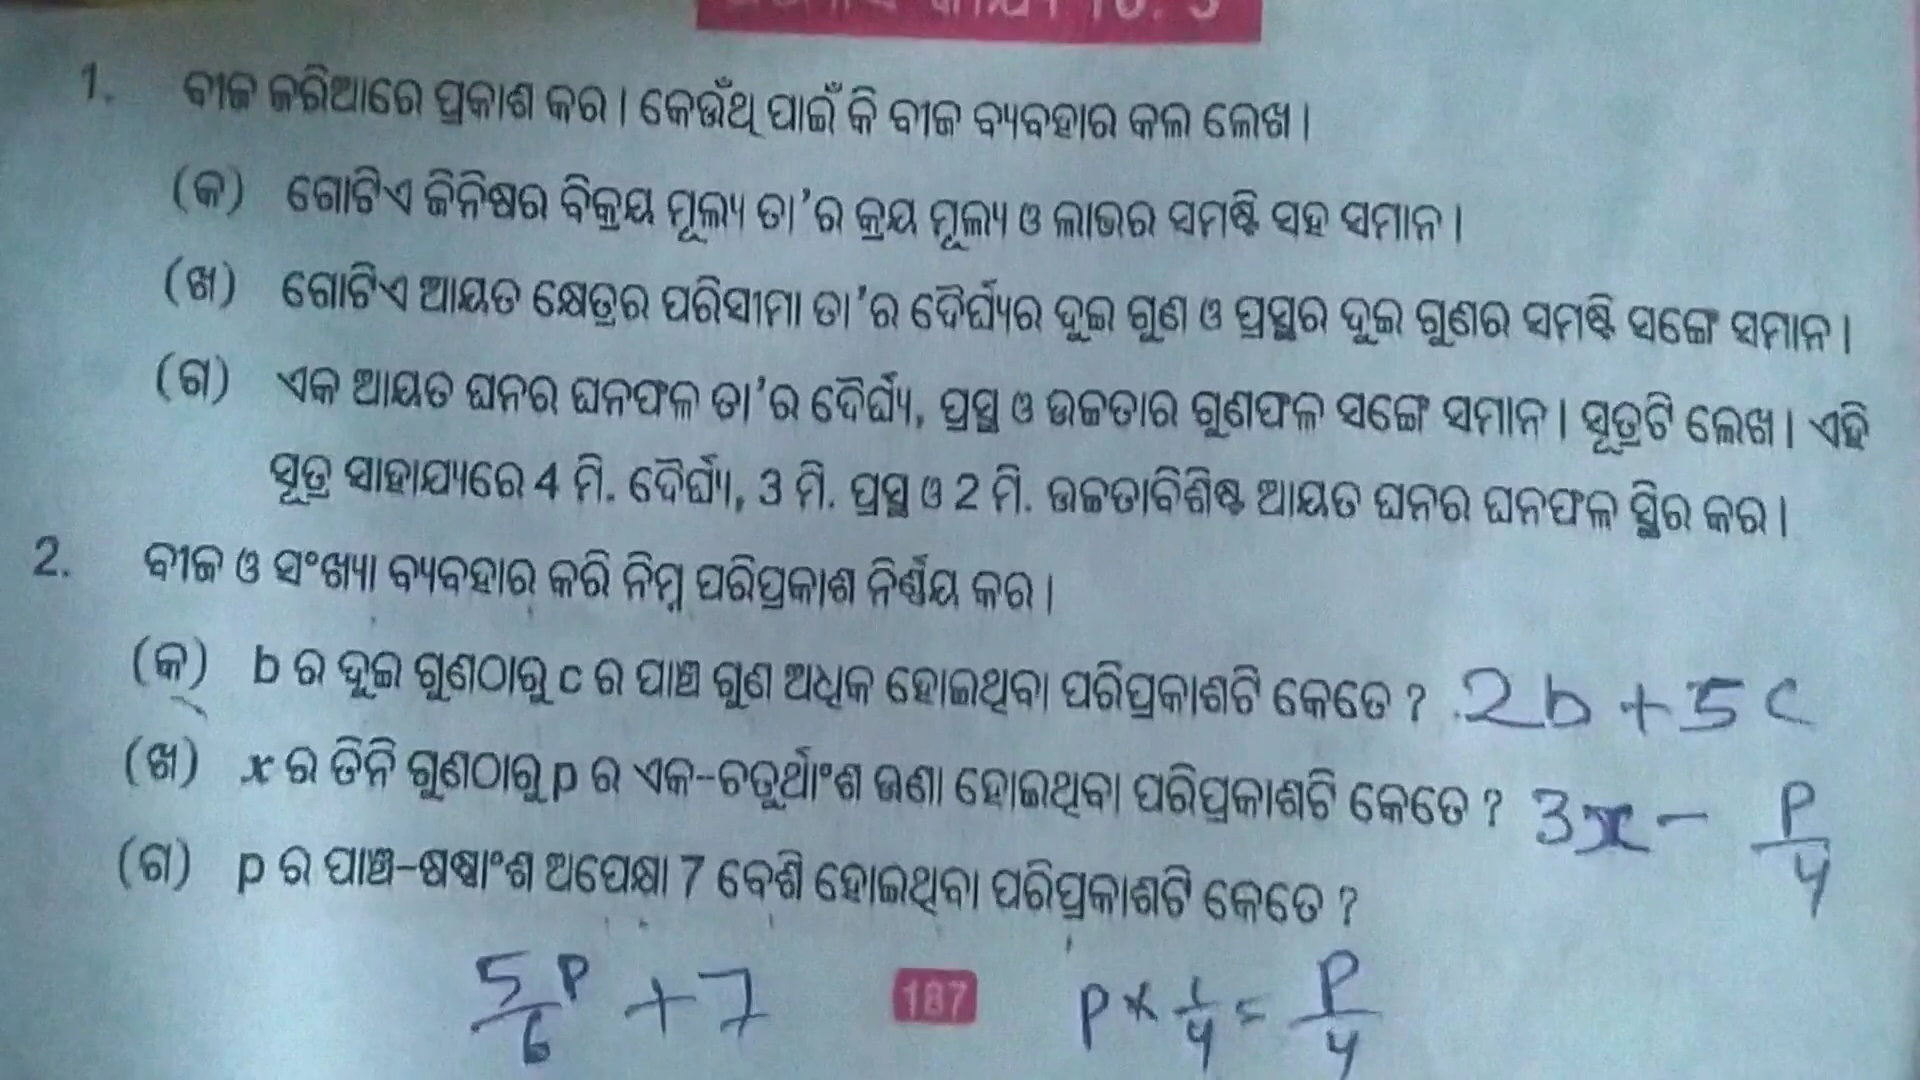 10. 3
1. ବୀଜ ଜରିଆରେ ପ୍ରକାଶ କର । କେଉଁଥି ପାଇଁ କି ବୀଜ ବ୍ୟବହାର କଲ ଲେଖ ।
(କ) ଗୋଟିଏ ଜିନିଷର ବିକ୍ରୟ ମୂଲ୍ୟ ତା’ର କ୍ରୟ ମୂଲ୍ୟ ଓ ଲାଭର ସମଷ୍ଟି ସହ ସମାନ ।
(ଖ) ଗୋଟିଏ ଆୟତ କ୍ଷେତ୍ରର ପରିସୀମା ତା’ର ଦୈର୍ଘ୍ୟର ଦୁଇ ଗୁଣ ଓ ପ୍ରସ୍ଥର ଦୁଇ ଗୁଣର ସମଷ୍ଟି ସଙ୍ଗେ ସମାନ ।
(ଗ) ଏକ ଆୟତ ଘନର ଘନଫଳ ତା’ର ଦୈର୍ଘ୍ୟ, ପ୍ରସ୍ଥ ଓ ଉଚ୍ଚତାର ଗୁଣଫଳ ସଙ୍ଗେ ସମାନ । ସୂତ୍ରଟି ଲେଖ । ଏହି
ସୂତ୍ର ସାହାଯ୍ୟରେ 4 ମି. ଦୈର୍ଘ୍ୟ, 3 ମି. ପ୍ରସ୍ଥ ଓ 2 ମି. ଉଚ୍ଚତାବିଶିଷ୍ଟ ଆୟତ ଘନର ଘନଫଳ ସ୍ଥିର କର ।
2. ବୀଜ ଓ ସଂଖ୍ୟା ବ୍ୟବହାର କରି ନିମ୍ନ ପରିପ୍ରକାଶ ନିର୍ଣ୍ଣୟ କର ।
(କ) b ର ଦୁଇ ଗୁଣଠାରୁ c ର ପାଞ୍ଚ ଗୁଣ ଅଧିକ ହୋଇଥିବା ପରିପ୍ରକାଶଟି କେତେ ? 2b + 5c
(ଖ) x ର ତିନି ଗୁଣଠାରୁ p ର ଏକ-ଚତୁର୍ଥାଂଶ ଊଣା ହୋଇଥିବା ପରିପ୍ରକାଶଟି କେତେ ? 3x - P/4
(ଗ) p ର ପାଞ୍ଚ-ଷଷ୍ଠାଂଶ ଅପେକ୍ଷା 7 ବେଶି ହୋଇଥିବା ପରିପ୍ରକାଶଟି କେତେ ?
5/6 P + 7
187
P × 1/4 = P/4